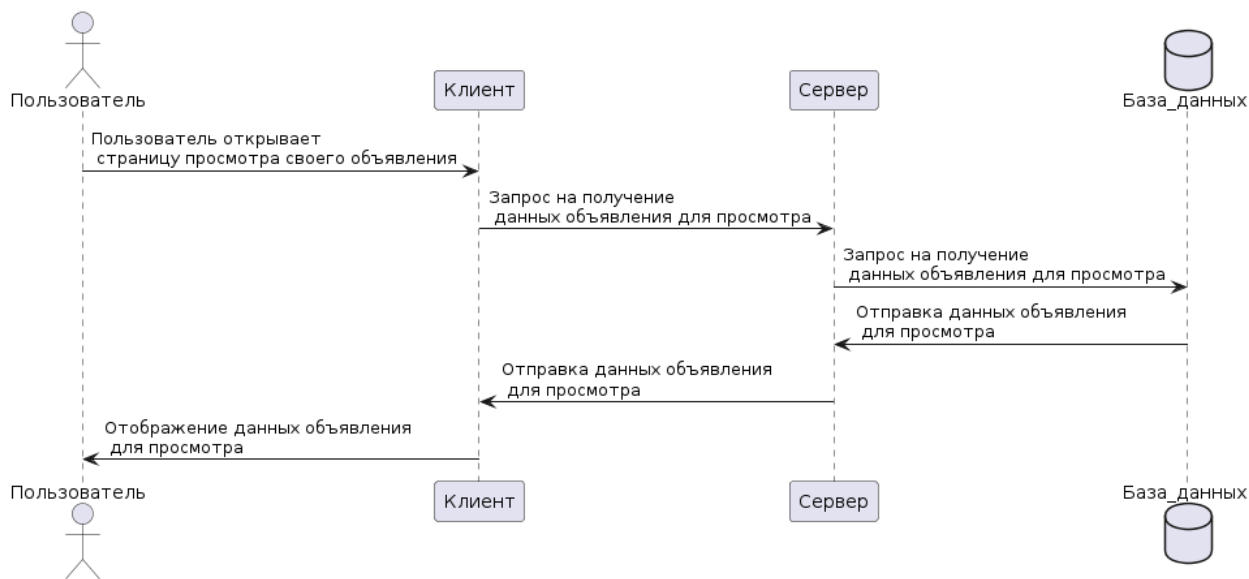 Пользователь
Клиент
Сервер
База_данных
Пользователь открывает
страницу просмотра своего объявления
Запрос на получение
данных объявления для просмотра
Запрос на получение
данных объявления для просмотра
Отправка данных объявления
для просмотра
Отправка данных объявления
для просмотра
Отображение данных объявления
для просмотра
Пользователь
Клиент
Сервер
База_данных